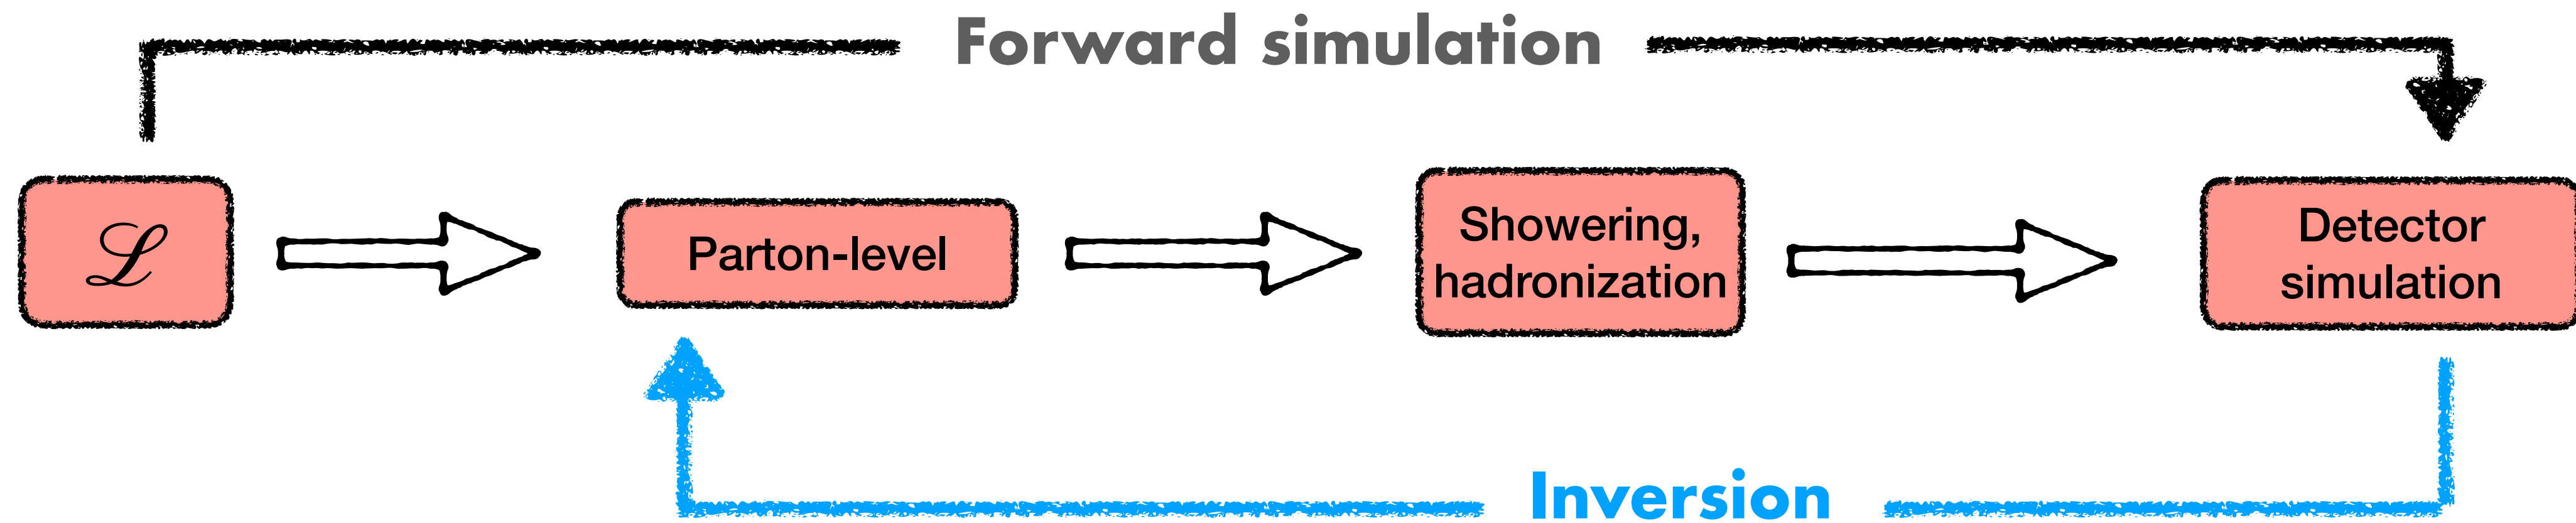 Forward simulation
ℒ
Parton-level
Showering,
hadronization
Detector
simulation
Inversion